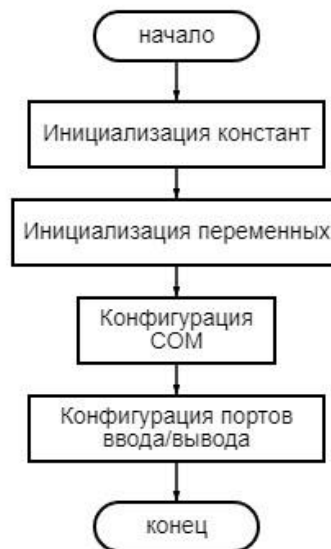 начало
Инициализация констант
Инициализация переменных
Конфигурация
COM
Конфигурация портов
ввода/вывода
конец